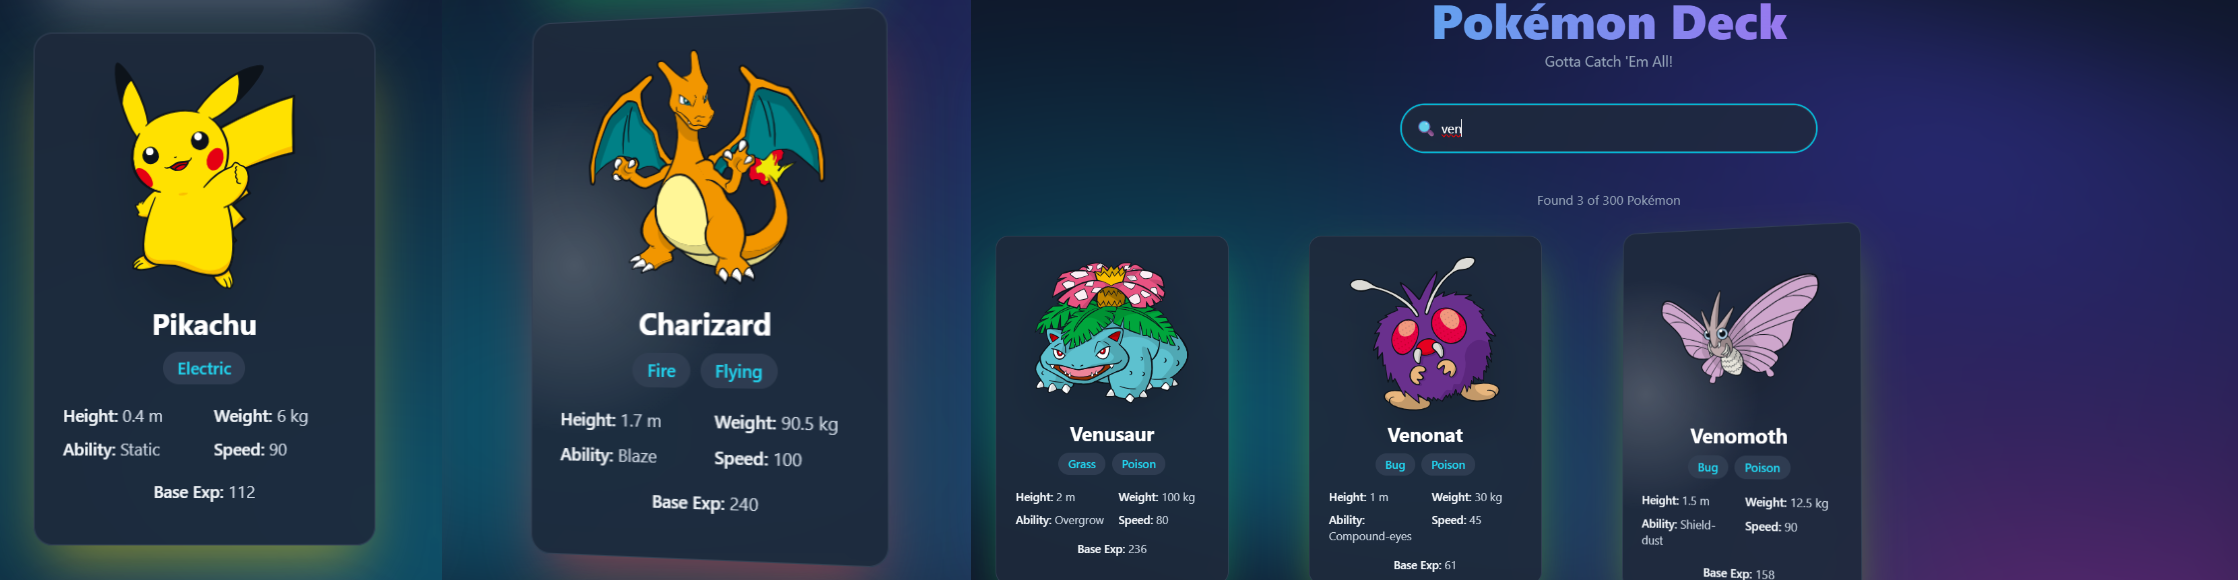 Pikachu
Electric
Height: 0.4 m Weight: 6 kg
Ability: Static Speed: 90
Base Exp: 112
Charizard
Fire Flying
Height: 1.7 m Weight: 90.5 kg
Ability: Blaze Speed: 100
Base Exp: 240
Pokémon Deck
Gotta Catch 'Em All!
ven
Found 3 of 300 Pokémon
Venusaur
Grass Poison
Height: 2 m Weight: 100 kg
Ability: Overgrow Speed: 80
Base Exp: 236
Venonat
Bug Poison
Height: 1 m Weight: 30 kg
Ability: Speed: 45
Compound-eyes
Base Exp: 61
Venomoth
Bug Poison
Height: 1.5 m Weight: 12.5 kg
Ability: Shield- Speed: 90
dust
Base Exp: 158